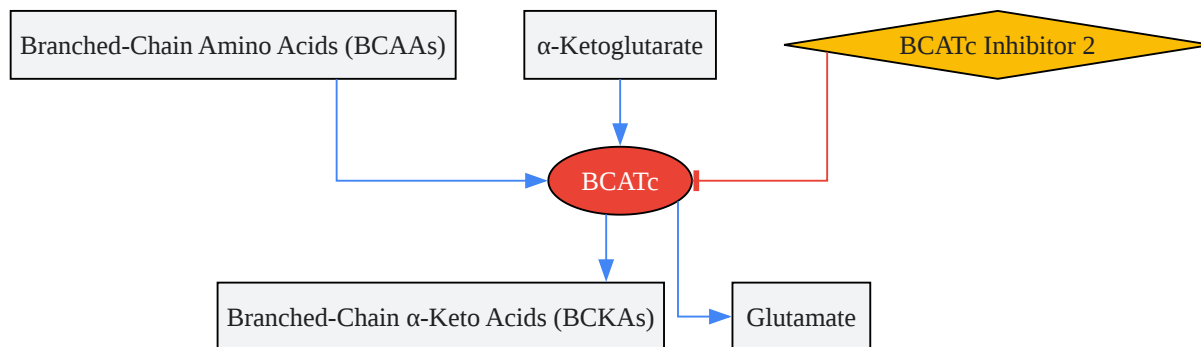 Branched-Chain Amino Acids (BCAAs)
α-Ketoglutarate
BCATc Inhibitor 2
BCATc
Branched-Chain α-Keto Acids (BCKAs)
Glutamate